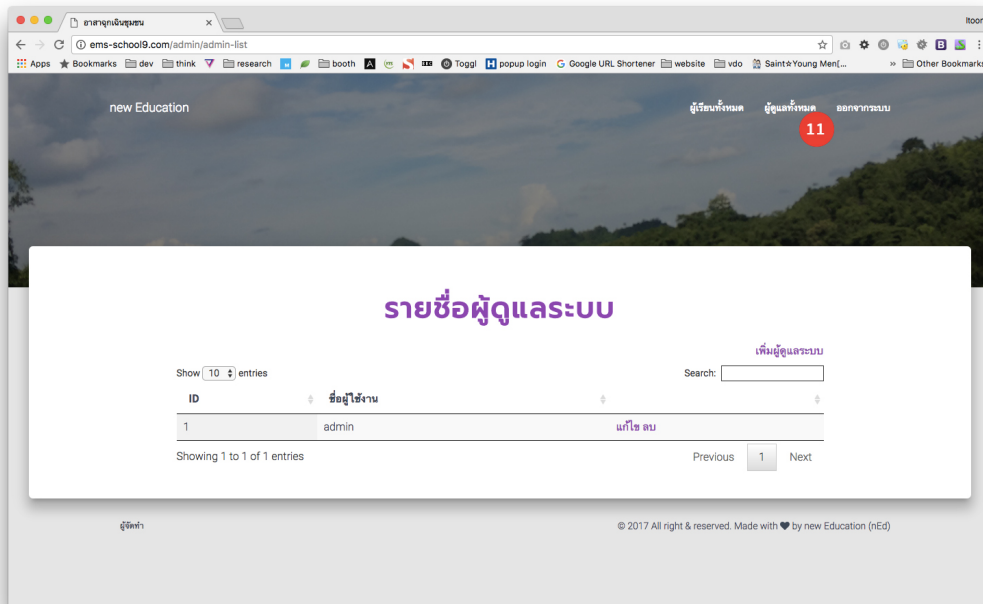 อาสาฉุกเฉินชุมชน
ltoon
ems-school9.com/admin/admin-list
Apps Bookmarks dev think research booth Toggl popup login Google URL Shortener website vdo Saint☆Young Men[... » Other Bookmarks
new Education ผู้เรียนทั้งหมด ผู้ดูแลทั้งหมด ออกจากระบบ
11
รายชื่อผู้ดูแลระบบ
เพิ่มผู้ดูแลระบบ
Show 10 entries Search:
ID ชื่อผู้ใช้งาน
1 admin แก้ไข ลบ
Showing 1 to 1 of 1 entries Previous 1 Next
ผู้จัดทำ © 2017 All right & reserved. Made with ♥ by new Education (nEd)